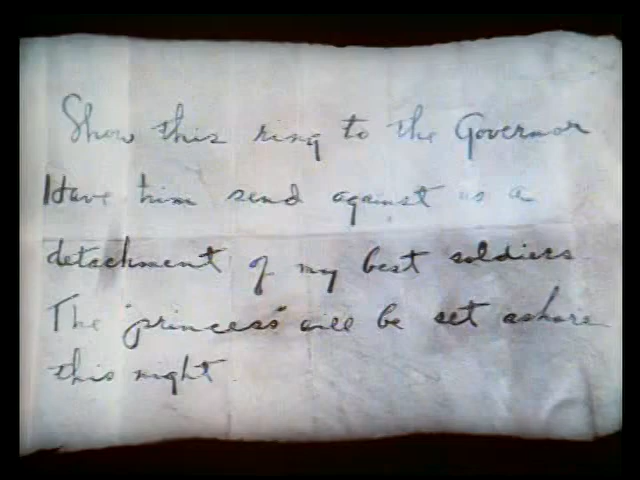 Show this ring to the Governor
Have him send against us a
detachment of my best soldiers
The "princess" will be set ashore
this night